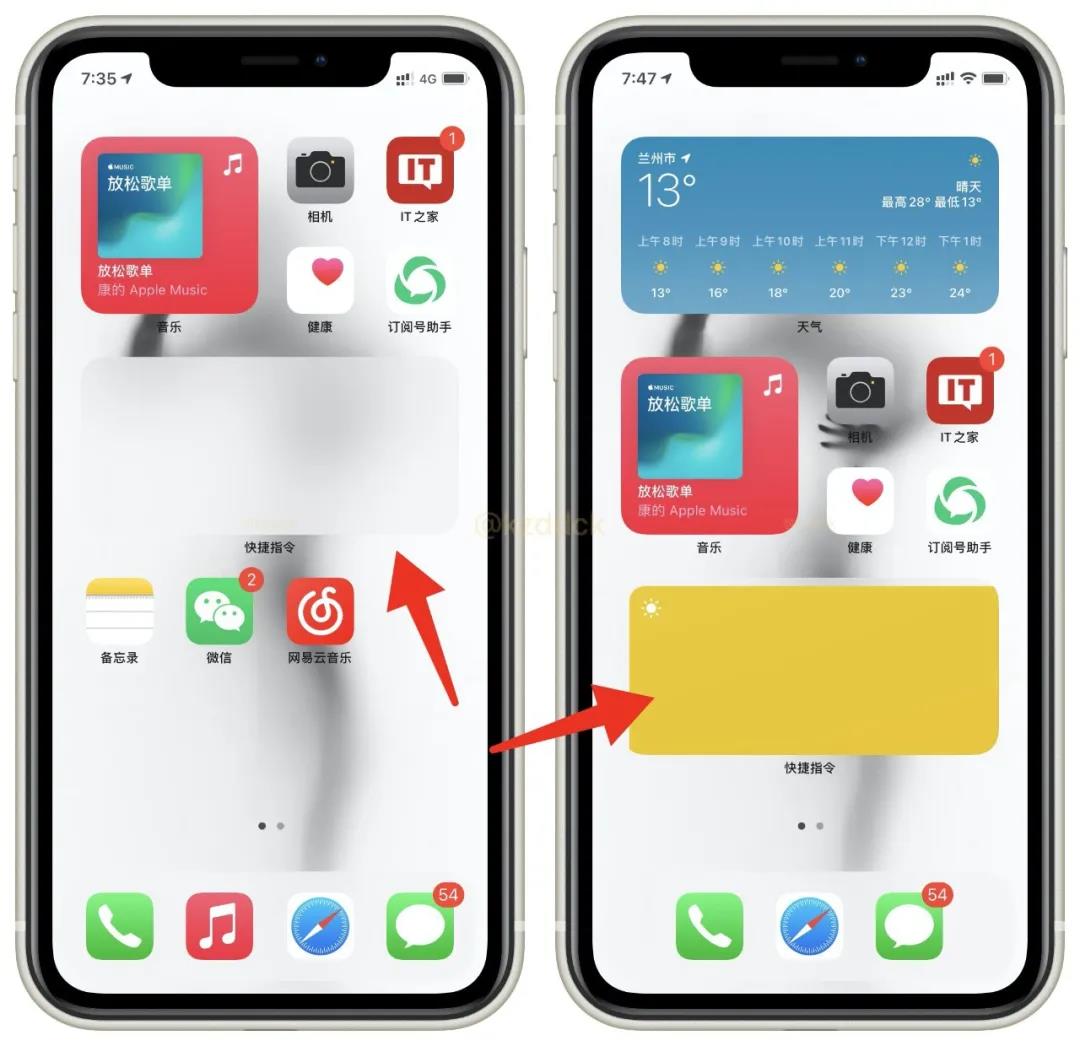 7:35
4G
MUSIC
放松歌单
放松歌单
康的 Apple Music
音乐
相机
1
IT
IT之家
健康
订阅号助手
快捷指令
备忘录
2
微信
网易云音乐
54
7:47
兰州市
13°
晴天
最高28° 最低13°
上午8时 上午9时 上午10时 上午11时 下午12时 下午1时
13° 16° 18° 20° 23° 24°
天气
MUSIC
放松歌单
放松歌单
康的 Apple Music
音乐
相机
1
IT
IT之家
健康
订阅号助手
快捷指令
54